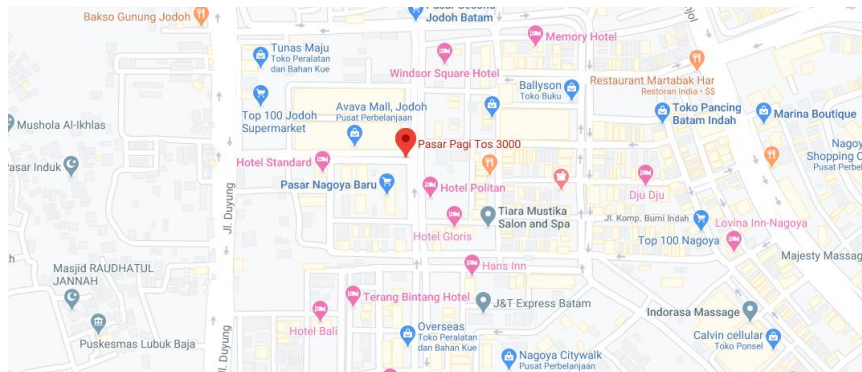 Bakso Gunung Jodoh
Jodoh Batam
Memory Hotel
Tunas Maju
Toko Peralatan
dan Bahan Kue
Windsor Square Hotel
Restaurant Martabak Har
Restoran India • $$
Ballyson
Toko Buku
Avava Mall, Jodoh
Pusat Perbelanjaan
Top 100 Jodoh
Supermarket
Toko Pancing
Batam Indah
Marina Boutique
Mushola Al-Ikhlas
Pasar Pagi Tos 3000
Nagoy
Shopping C
Pusat Perbel
Hotel Standard
asar Induk
Pasar Nagoya Baru
Hotel Politan
Dju Dju
Jl. Duyung
Tiara Mustika
Salon and Spa
Jl. Komp. Bumi Indah
Lovina Inn-Nagoya
Hotel Gloris
Top 100 Nagoya
Majesty Massag
Hans Inn
Masjid RAUDHATUL
JANNAH
Terang Bintang Hotel
J&T Express Batam
Indorasa Massage
Hotel Bali
Puskesmas Lubuk Baja
Overseas
Toko Peralatan
dan Bahan Kue
Calvin cellular
Toko Ponsel
Jl. Duyung
Nagoya Citywalk
Pusat Perbelanjaan